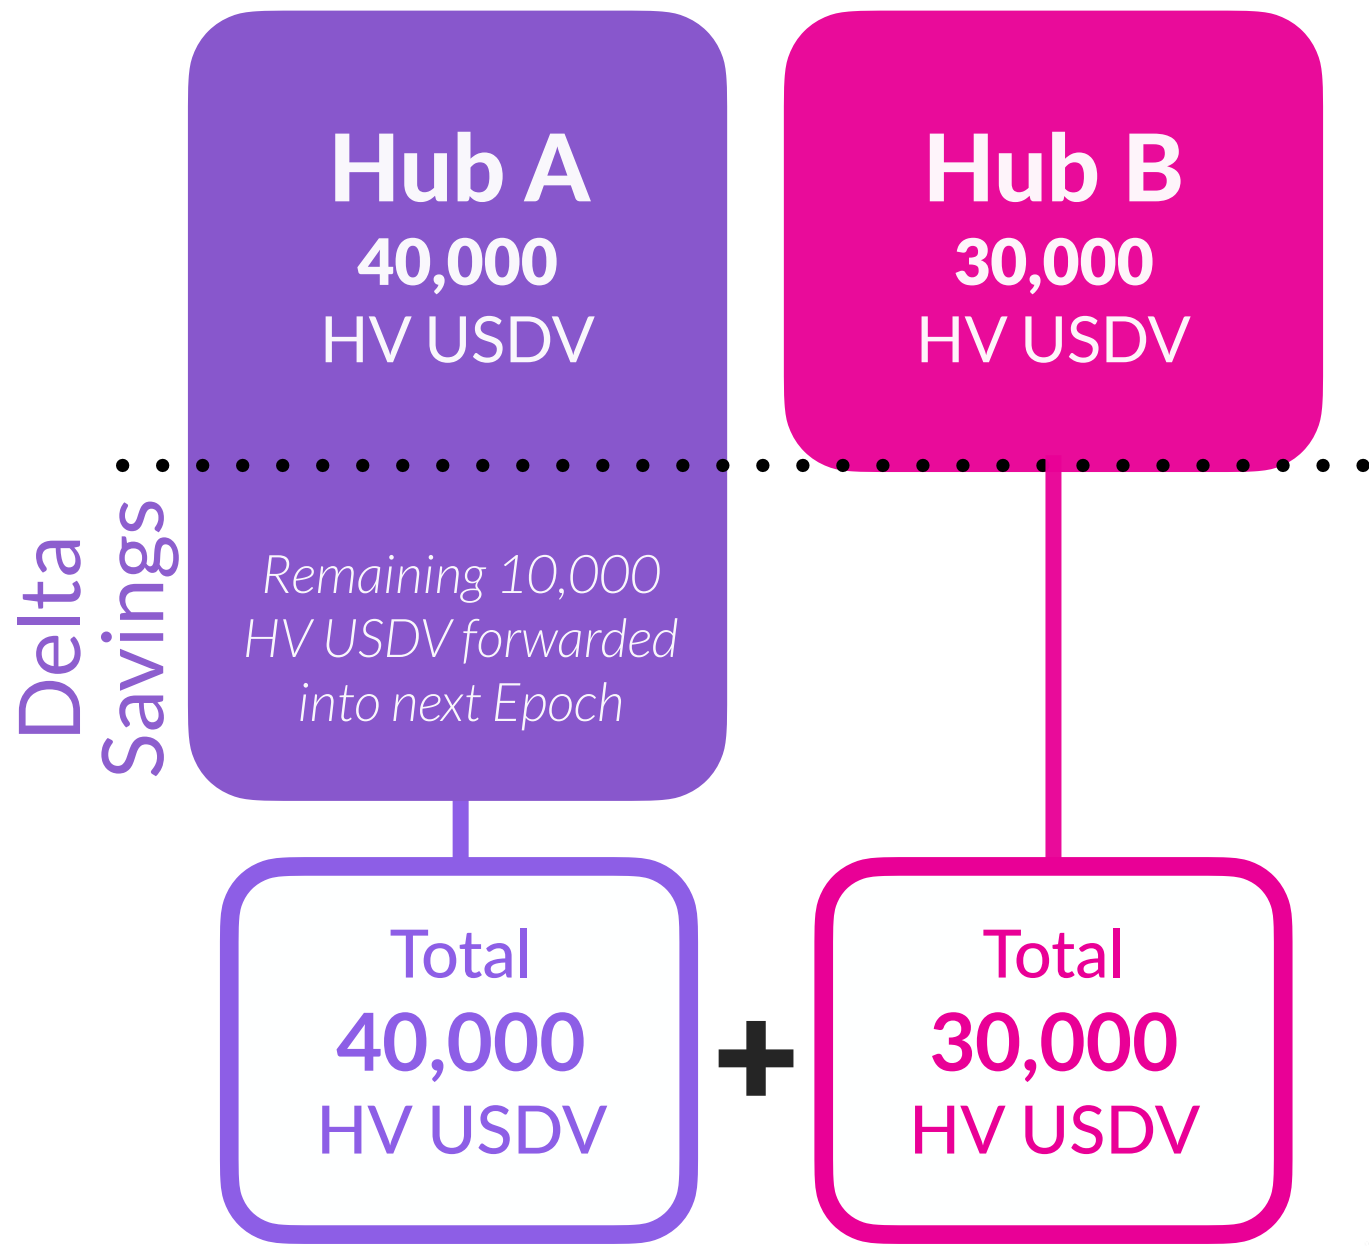 Hub A
40,000
HV USDV
Hub B
30,000
HV USDV
Delta
Savings
Remaining 10,000
HV USDV forwarded
into next Epoch
Total
40,000
HV USDV
+
Total
30,000
HV USDV